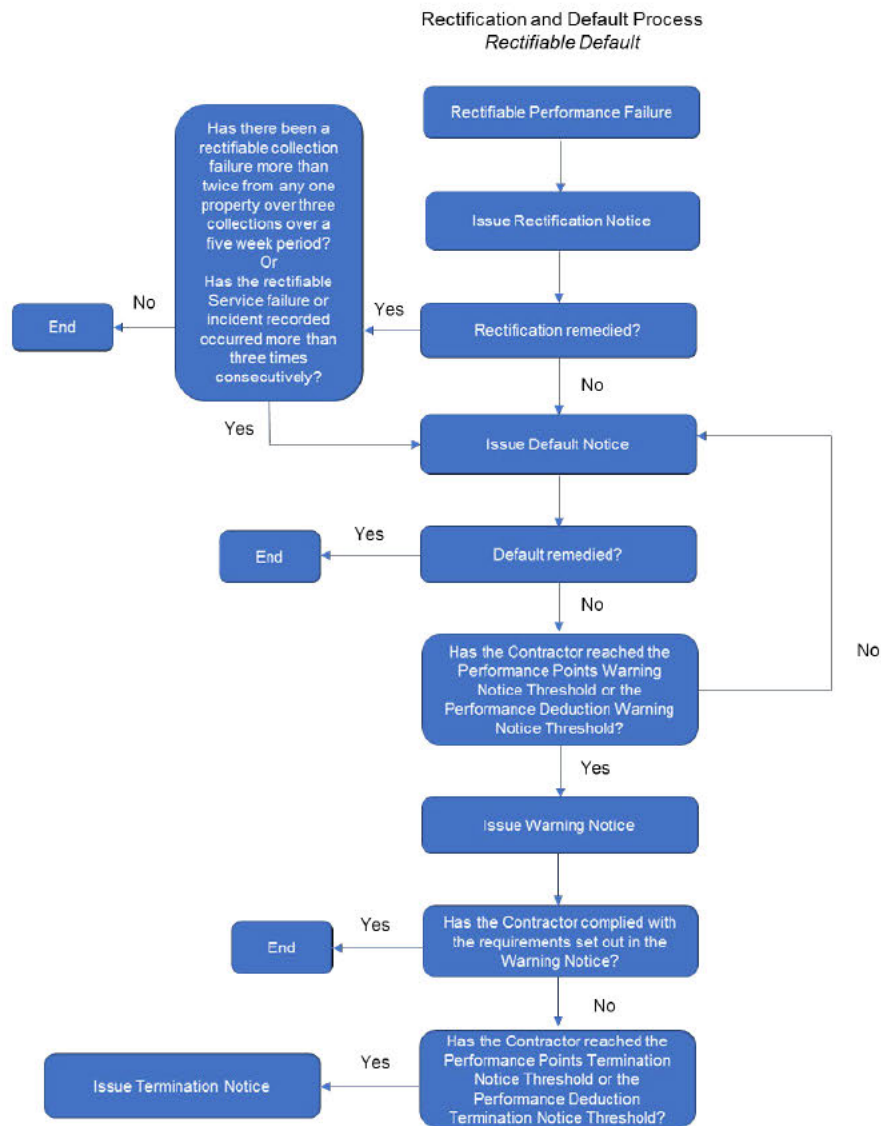 Rectification and Default Process
Rectifiable Default
Rectifiable Performance Failure
Has there been a
rectifiable collection
failure more than
twice from any one
property over three
collections over a
five week period?
Or
Has the rectifiable
Service failure or
incident recorded
occurred more than
three times
consecutively?
Issue Rectification Notice
No
End
Yes
Rectification remedied?
No
Yes
Issue Default Notice
Yes
End
Default remedied?
No
Has the Contractor reached the
Performance Points Warning
Notice Threshold or the
Performance Deduction Warning
Notice Threshold?
No
Yes
Issue Warning Notice
Yes
End
Has the Contractor complied with
the requirements set out in the
Warning Notice?
No
Has the Contractor reached the
Performance Points Termination
Notice Threshold or the
Performance Deduction
Termination Notice Threshold?
Yes
Issue Termination Notice